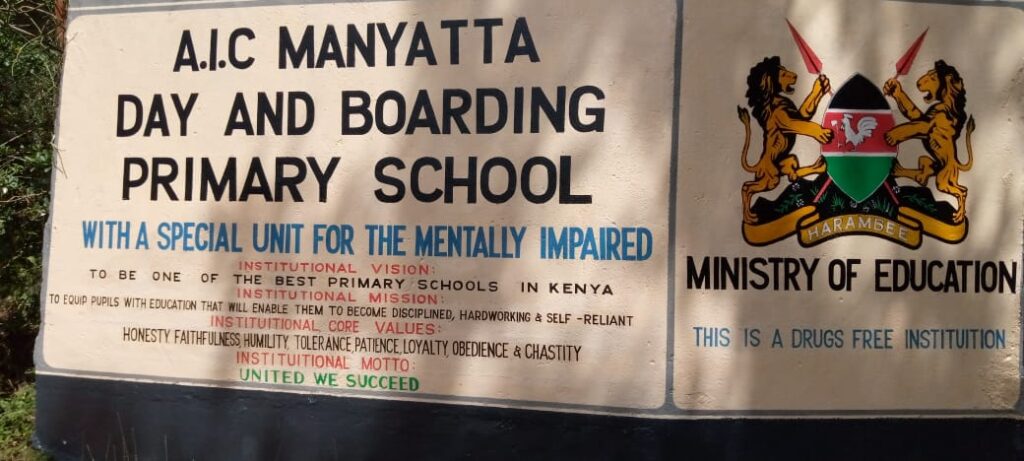 A.I.C MANYATTA
DAY AND BOARDING
PRIMARY SCHOOL
WITH A SPECIAL UNIT FOR THE MENTALLY IMPAIRED
INSTITUTIONAL VISION:
TO BE ONE OF THE BEST PRIMARY SCHOOLS IN KENYA
INSTITUTIONAL MISSION:
TO EQUIP PUPILS WITH EDUCATION THAT WILL ENABLE THEM TO BECOME DISCIPLINED, HARDWORKING & SELF -RELIANT
INSTITUITIONAL CORE VALUES:
HONESTY, FAITHFULNESS, HUMILITY, TOLERANCE, PATIENCE, LOYALTY, OBEDIENCE & CHASTITY
INSTITUITIONAL MOTTO:
UNITED WE SUCCEED
HARAMBEE
MINISTRY OF EDUCATION
THIS IS A DRUGS FREE INSTITUITION